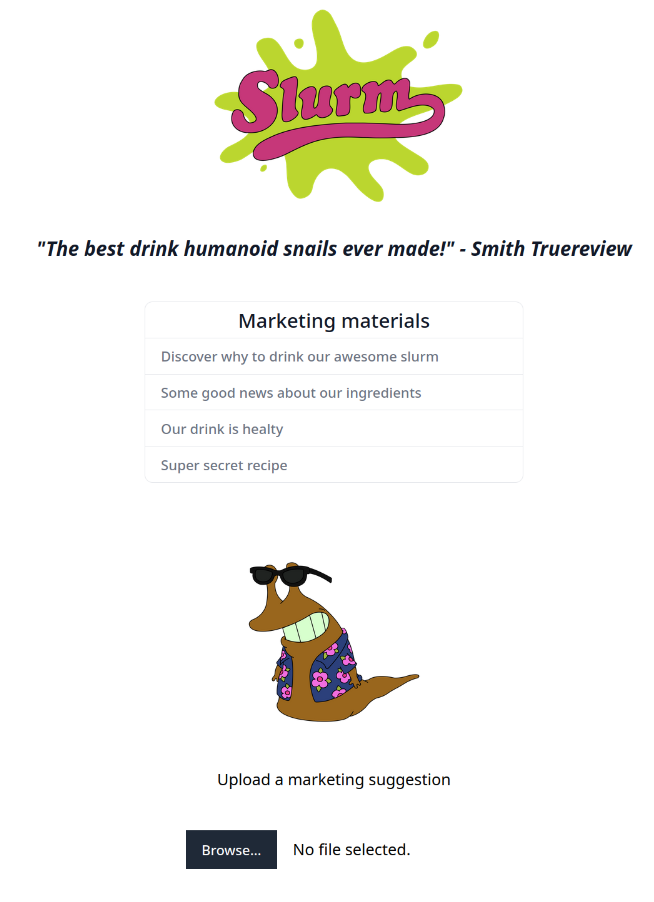 Slurm
"The best drink humanoid snails ever made!" - Smith Truereview
Marketing materials
Discover why to drink our awesome slurm
Some good news about our ingredients
Our drink is healty
Super secret recipe
Upload a marketing suggestion
Browse... No file selected.